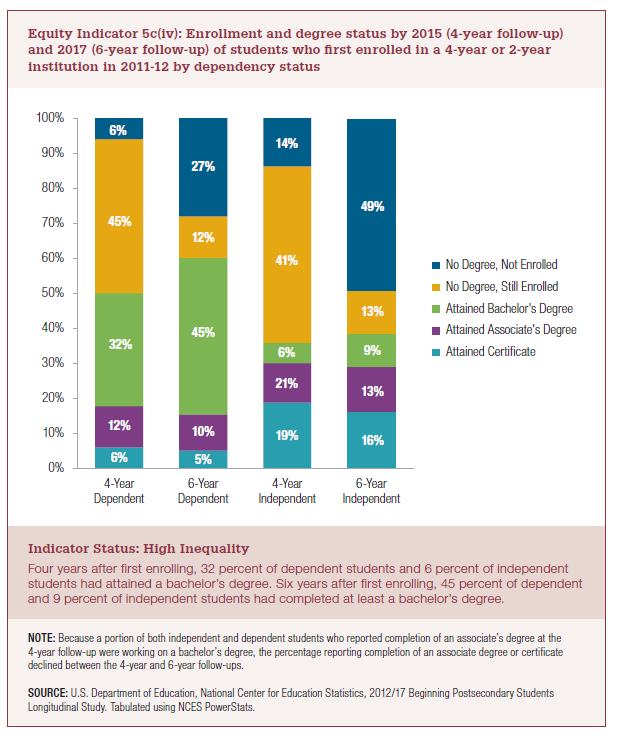 Equity Indicator 5c(iv): Enrollment and degree status by 2015 (4-year follow-up)
and 2017 (6-year follow-up) of students who first enrolled in a 4-year or 2-year
institution in 2011-12 by dependency status
100%
90%
80%
70%
60%
50%
40%
30%
20%
10%
0%
6%
45%
32%
12%
6%
27%
12%
45%
10%
5%
14%
41%
6%
21%
19%
49%
13%
9%
13%
16%
4-Year
Dependent
6-Year
Dependent
4-Year
Independent
6-Year
Independent
No Degree, Not Enrolled
No Degree, Still Enrolled
Attained Bachelor's Degree
Attained Associate's Degree
Attained Certificate
Indicator Status: High Inequality
Four years after first enrolling, 32 percent of dependent students and 6 percent of independent
students had attained a bachelor's degree. Six years after first enrolling, 45 percent of dependent
and 9 percent of independent students had completed at least a bachelor's degree.
NOTE: Because a portion of both independent and dependent students who reported completion of an associate's degree at the
4-year follow-up were working on a bachelor's degree, the percentage reporting completion of an associate degree or certificate
declined between the 4-year and 6-year follow-ups.
SOURCE: U.S. Department of Education, National Center for Education Statistics, 2012/17 Beginning Postsecondary Students
Longitudinal Study. Tabulated using NCES PowerStats.